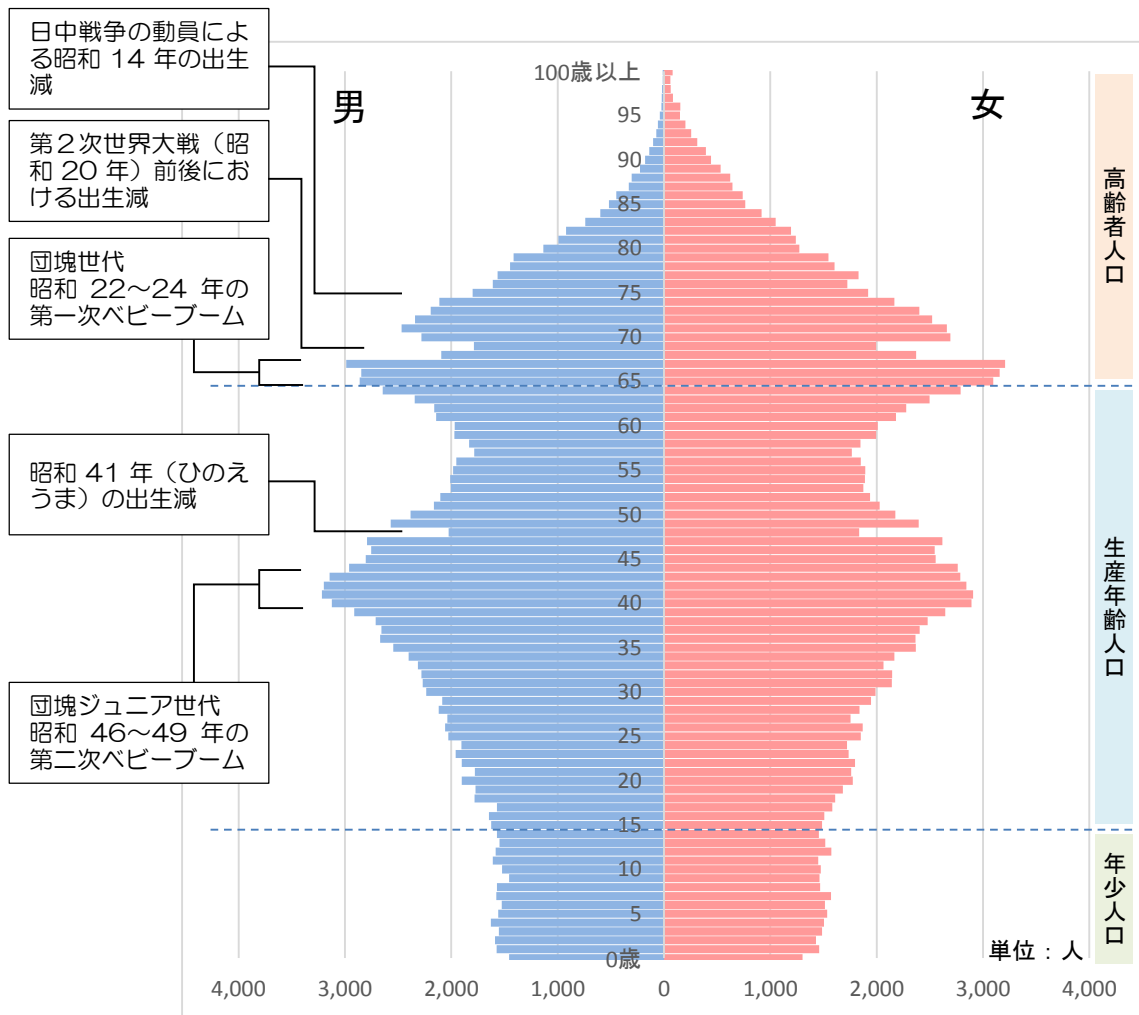 日中戦争の動員によ
る昭和 14 年の出生
減
第2次世界大戦（昭
和 20 年）前後にお
ける出生減
団塊世代
昭和 22～24 年の
第一次ベビーブーム
昭和 41 年（ひのえ
うま）の出生減
団塊ジュニア世代
昭和 46～49 年の
第二次ベビーブーム
男
女
100歳以上
95
90
85
80
75
70
65
60
55
50
45
40
35
30
25
20
15
10
5
0歳
高齢者人口
生産年齢人口
年少人口
単位：人
4,000 3,000 2,000 1,000 0 1,000 2,000 3,000 4,000